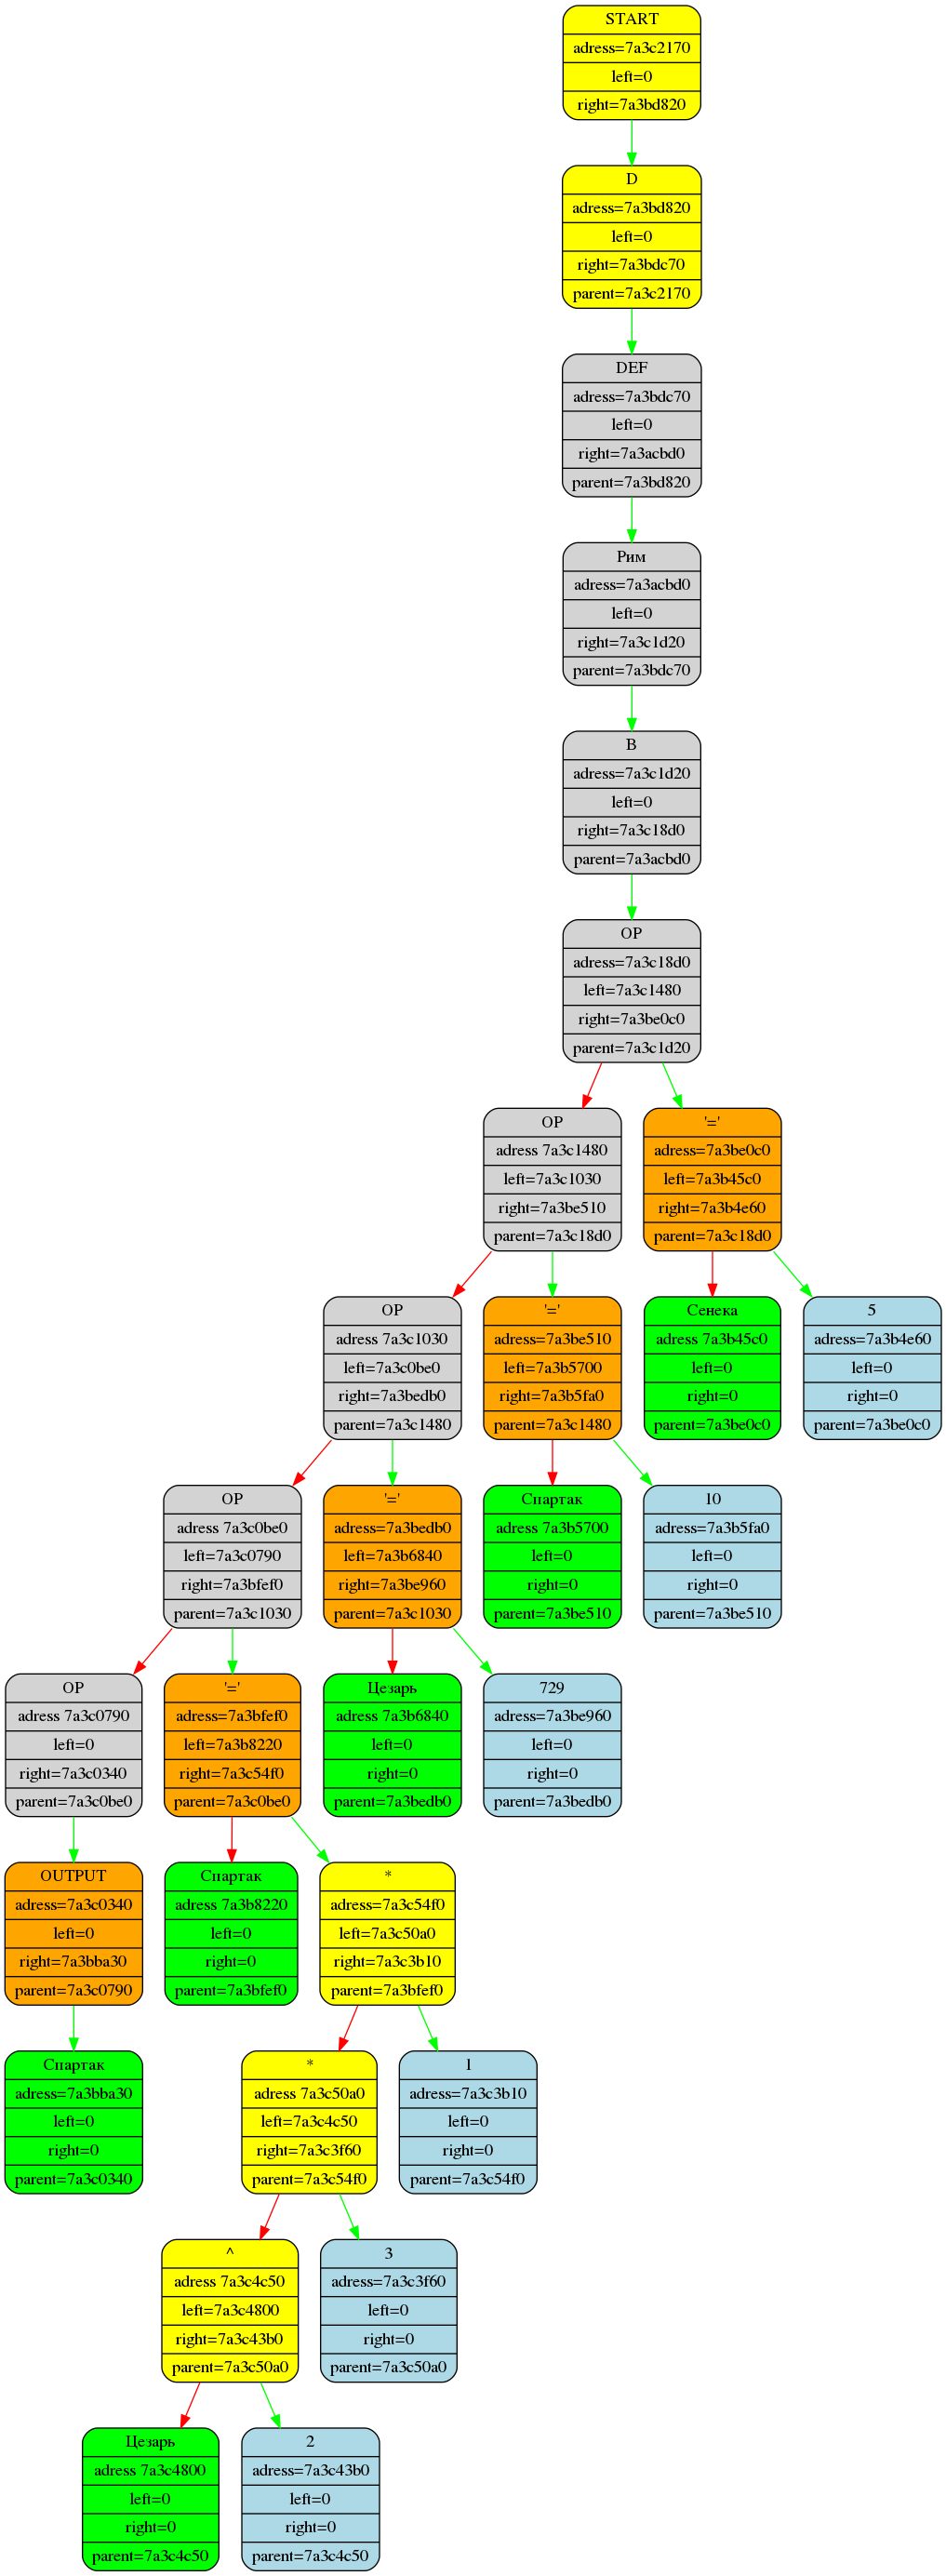 START
adress=7a3c2170
left=0
right=7a3bd820
D
adress=7a3bd820
left=0
right=7a3bdc70
parent=7a3c2170
DEF
adress=7a3bdc70
left=0
right=7a3acbd0
parent=7a3bd820
Рим
adress=7a3acbd0
left=0
right=7a3c1d20
parent=7a3bdc70
B
adress=7a3c1d20
left=0
right=7a3c18d0
parent=7a3acbd0
OP
adress=7a3c18d0
left=7a3c1480
right=7a3be0c0
parent=7a3c1d20
OP
adress 7a3c1480
left=7a3c1030
right=7a3be510
parent=7a3c18d0
'='
adress=7a3be0c0
left=7a3b45c0
right=7a3b4e60
parent=7a3c18d0
OP
adress 7a3c1030
left=7a3c0be0
right=7a3bedb0
parent=7a3c1480
'='
adress=7a3be510
left=7a3b5700
right=7a3b5fa0
parent=7a3c1480
Сенека
adress 7a3b45c0
left=0
right=0
parent=7a3be0c0
5
adress=7a3b4e60
left=0
right=0
parent=7a3be0c0
OP
adress 7a3c0be0
left=7a3c0790
right=7a3bfef0
parent=7a3c1030
'='
adress=7a3bedb0
left=7a3b6840
right=7a3be960
parent=7a3c1030
Спартак
adress 7a3b5700
left=0
right=0
parent=7a3be510
10
adress=7a3b5fa0
left=0
right=0
parent=7a3be510
OP
adress 7a3c0790
left=0
right=7a3c0340
parent=7a3c0be0
'='
adress=7a3bfef0
left=7a3b8220
right=7a3c54f0
parent=7a3c0be0
Цезарь
adress 7a3b6840
left=0
right=0
parent=7a3bedb0
729
adress=7a3be960
left=0
right=0
parent=7a3bedb0
OUTPUT
adress=7a3c0340
left=0
right=7a3bba30
parent=7a3c0790
Спартак
adress 7a3b8220
left=0
right=0
parent=7a3bfef0
*
adress=7a3c54f0
left=7a3c50a0
right=7a3c3b10
parent=7a3bfef0
Спартак
adress=7a3bba30
left=0
right=0
parent=7a3c0340
*
adress 7a3c50a0
left=7a3c4c50
right=7a3c3f60
parent=7a3c54f0
1
adress=7a3c3b10
left=0
right=0
parent=7a3c54f0
^
adress 7a3c4c50
left=7a3c4800
right=7a3c43b0
parent=7a3c50a0
3
adress=7a3c3f60
left=0
right=0
parent=7a3c50a0
Цезарь
adress 7a3c4800
left=0
right=0
parent=7a3c4c50
2
adress=7a3c43b0
left=0
right=0
parent=7a3c4c50